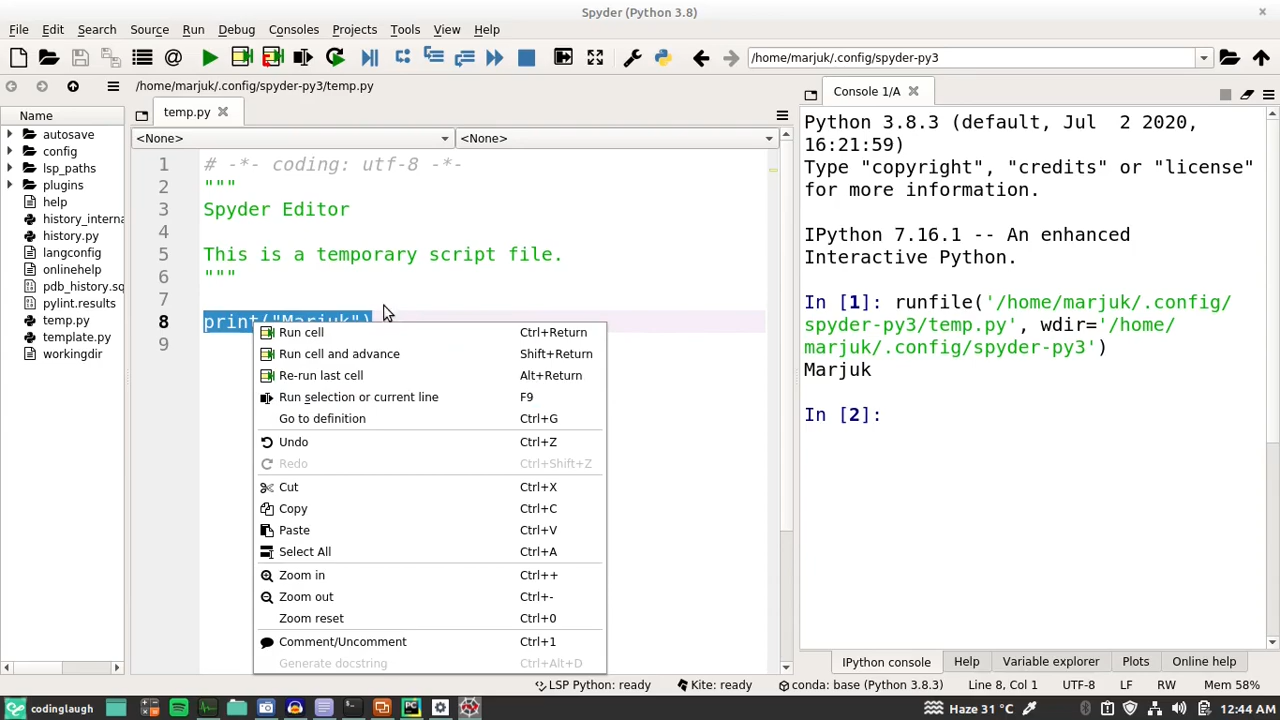 Spyder (Python 3.8)
File Edit Search Source Run Debug Consoles Projects Tools View Help
/home/marjuk/.config/spyder-py3
/home/marjuk/.config/spyder-py3/temp.py
Name
autosave
config
lsp_paths
plugins
help
history_interna
history.py
langconfig
onlinehelp
pdb_history.sq
pylint.results
temp.py
template.py
workingdir
temp.py
<None> <None>
1 # -*- coding: utf-8 -*-
2 """
3 Spyder Editor
4
5 This is a temporary script file.
6 """
7
8 print("Marjuk")
9
Run cell Ctrl+Return
Run cell and advance Shift+Return
Re-run last cell Alt+Return
Run selection or current line F9
Go to definition Ctrl+G
Undo Ctrl+Z
Redo Ctrl+Shift+Z
Cut Ctrl+X
Copy Ctrl+C
Paste Ctrl+V
Select All Ctrl+A
Zoom in Ctrl++
Zoom out Ctrl+-
Zoom reset Ctrl+0
Comment/Uncomment Ctrl+1
Generate docstring Ctrl+Alt+D
Console 1/A
Python 3.8.3 (default, Jul 2 2020,
16:21:59)
Type "copyright", "credits" or "license"
for more information.
IPython 7.16.1 -- An enhanced
Interactive Python.
In [1]: runfile('/home/marjuk/.config/
spyder-py3/temp.py', wdir='/home/
marjuk/.config/spyder-py3')
Marjuk
In [2]:
IPython console Help Variable explorer Plots Online help
LSP Python: ready Kite: ready conda: base (Python 3.8.3) Line 8, Col 1 UTF-8 LF RW Mem 58%
codinglaugh PC Haze 31 °C 12:44 AM